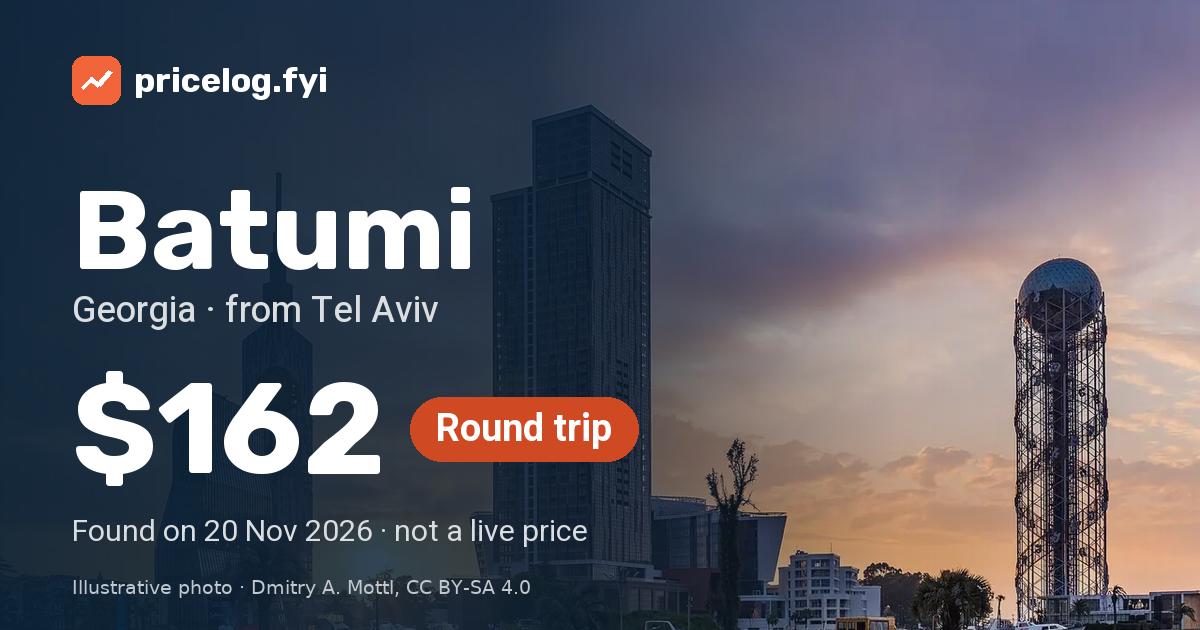 pricelog.fyi
Batumi
Georgia · from Tel Aviv
$162 Round trip
Found on 20 Nov 2026 · not a live price
Illustrative photo · Dmitry A. Mottl, CC BY-SA 4.0